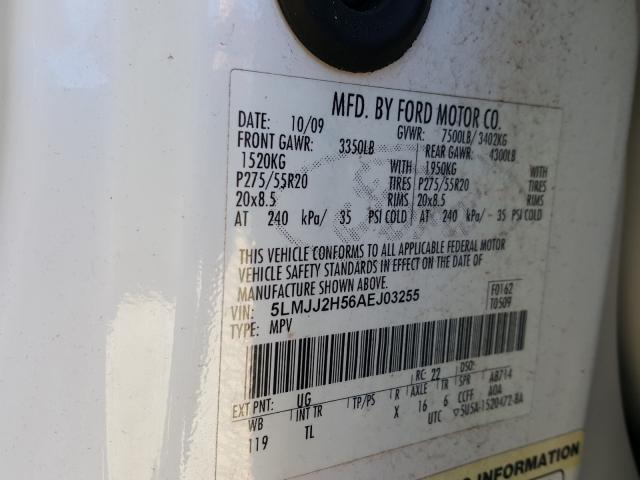 MFD. BY FORD MOTOR CO.
DATE: 10/09 GVWR: 7500LB/ 3402KG
FRONT GAWR: 3350LB REAR GAWR: 4300LB
1520KG WITH 1950KG WITH
P275/55R20 TIRES P275/55R20 TIRES
20x8.5 RIMS 20x8.5 RIMS
AT 240 kPa/ 35 PSI COLD AT 240 kPa/ 35 PSI COLD
THIS VEHICLE CONFORMS TO ALL APPLICABLE FEDERAL MOTOR
VEHICLE SAFETY STANDARDS IN EFFECT ON THE DATE OF
MANUFACTURE SHOWN ABOVE.
VIN: 5LMJJ2H56AEJ03255 F0162
TYPE: MPV T0509
EXT PNT: UG RC: 22 DSO: AB714
WB INT TR TP/PS R AXLE TR SPR AOA
119 TL X 16 6 CCFF
UTC
INFORMATION